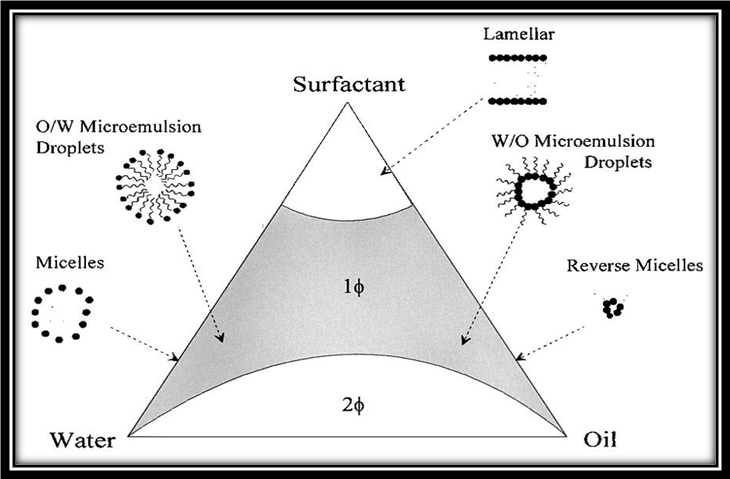 Lamellar
Surfactant
O/W Microemulsion
Droplets
W/O Microemulsion
Droplets
Micelles
Reverse Micelles
1ϕ
2ϕ
Water
Oil